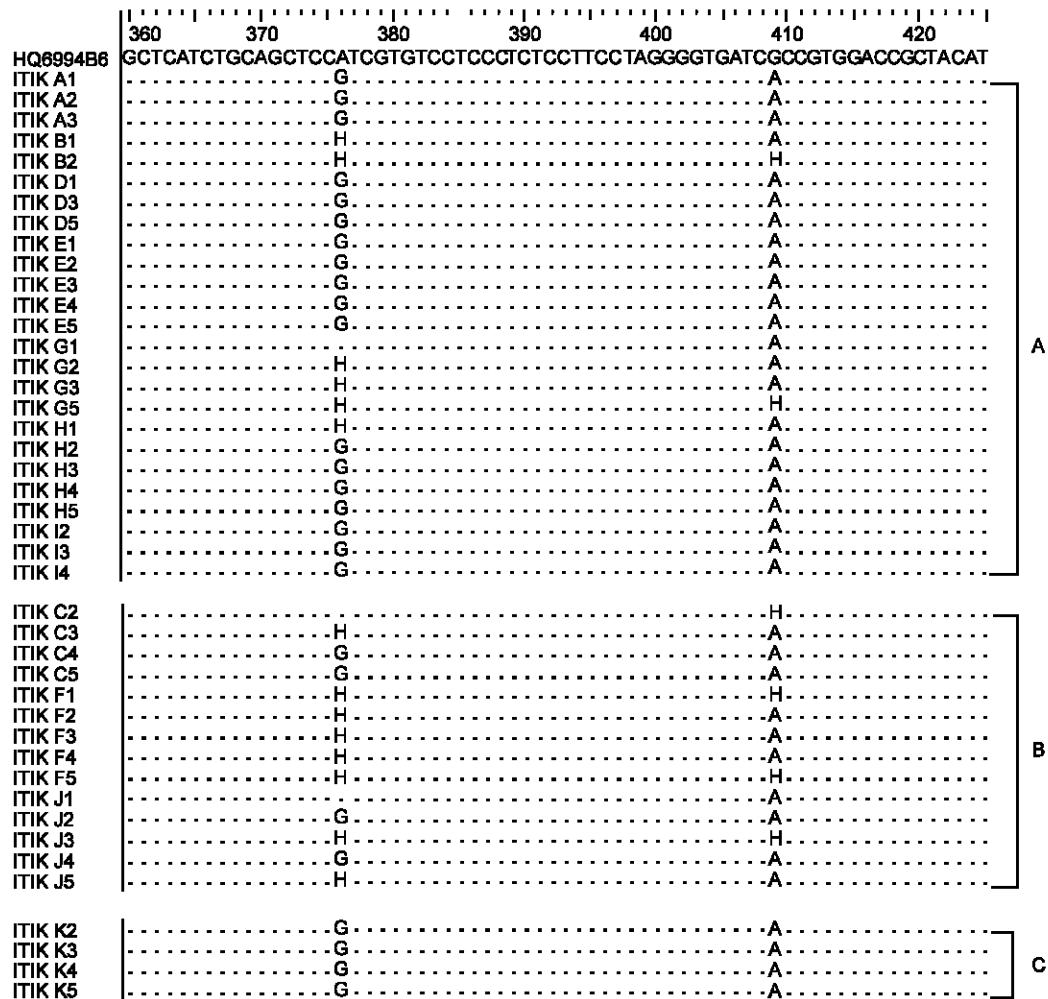 360 370 380 390 400 410 420
HQ6994B6 GCTCATCTGCAGCTCCATCGTGTCCTCCCTCTCCTTCCTAGGGGTGATCGCCGTGGACCGCTACAT
ITIK A1 ................G................................A................
ITIK A2 ................G................................A................
ITIK A3 ................G................................A................
ITIK B1 ................H................................A................
ITIK B2 ................H................................H................
ITIK D1 ................G................................A................
ITIK D3 ................G................................A................
ITIK D5 ................G................................A................
ITIK E1 ................G................................A................
ITIK E2 ................G................................A................
ITIK E3 ................G................................A................
ITIK E4 ................G................................A................
ITIK E5 ................G................................A................
ITIK G1 .................................................A................
A
ITIK G2 ................H................................A................
ITIK G3 ................H................................A................
ITIK G5 ................H................................H................
ITIK H1 ................H................................A................
ITIK H2 ................G................................A................
ITIK H3 ................G................................A................
ITIK H4 ................G................................A................
ITIK H5 ................G................................A................
ITIK I2 ................G................................A................
ITIK I3 ................G................................A................
ITIK I4 ................G................................A................
ITIK C2 .................................................H................
ITIK C3 ................H................................A................
ITIK C4 ................G................................A................
ITIK C5 ................G................................A................
ITIK F1 ................H................................H................
ITIK F2 ................H................................A................
ITIK F3 ................H................................A................
B
ITIK F4 ................H................................A................
ITIK F5 ................H................................H................
ITIK J1 .................................................A................
ITIK J2 ................G................................A................
ITIK J3 ................H................................H................
ITIK J4 ................G................................A................
ITIK J5 ................H................................A................
ITIK K2 ................G................................A................
ITIK K3 ................G................................A................
C
ITIK K4 ................G................................A................
ITIK K5 ................G................................A................